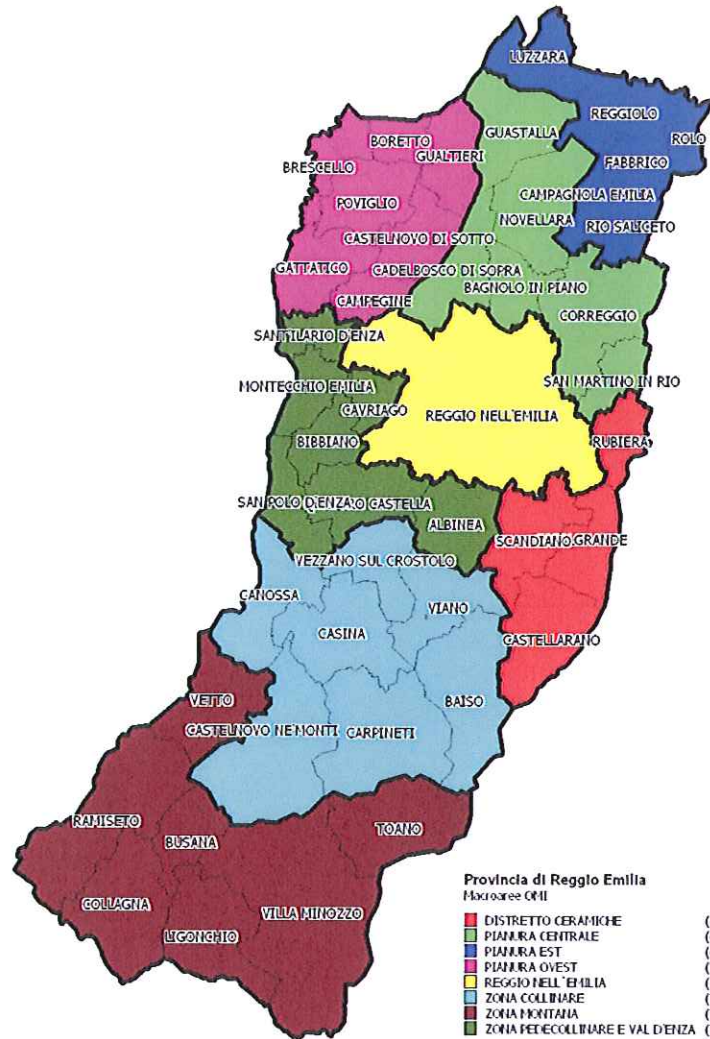 LUZZARA
REGGIOLO
GUASTALLA
ROLO
BORETTO
GUALTIERI
FABBRICO
BRESCELLO
CAMPAGNOLA EMILIA
POVIGLIO
NOVELLARA
RIO SALICETO
CASTELNOVO DI SOTTO
GATTATICO
CADELBOSCO DI SOPRA
BAGNOLO IN PIANO
CAMPEGINE
CORREGGIO
SANT'ILARIO D'ENZA
MONTECCHIO EMILIA
SAN MARTINO IN RIO
CAVRIAGO
REGGIO NELL'EMILIA
BIBBIANO
RUBIERA
SAN POLO D'ENZA
CASTELLA
ALBINEA
SCANDIANO
GRANDE
VEZZANO SUL CROSTOLO
CANOSSA
VIANO
CASINA
CASTELLARANO
VETTO
BAISO
CASTELNOVO NE'MONTI
CARPINETI
RAMISETO
TOANO
BUSANA
COLLAGNA
VILLA MINOZZO
LIGONCHIO
Provincia di Reggio Emilia
Macroaree OMI
DISTRETTO CERAMICHE (
PIANURA CENTRALE (
PIANURA EST (
PIANURA OVEST (
REGGIO NELL'EMILIA (
ZONA COLLINARE (
ZONA MONTANA (
ZONA PEDECOLLINARE E VAL D'ENZA (